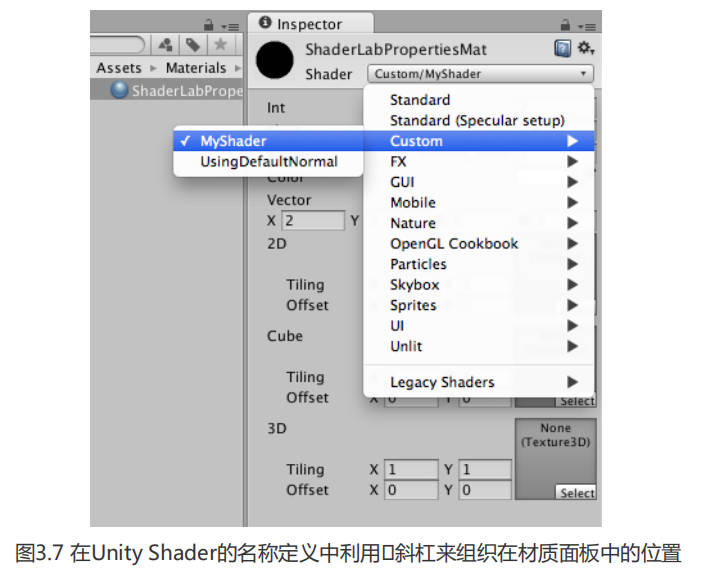 Inspector
ShaderLabPropertiesMat
Assets ▸ Materials ▸
Shader Custom/MyShader
ShaderLabPrope
Int
Standard
Standard (Specular setup)
✓ MyShader
Custom
UsingDefaultNormal
FX
Color
GUI
Vector
Mobile
X 2 Y
Nature
2D
OpenGL Cookbook
Particles
Tiling
Skybox
Offset
Sprites
UI
Cube
Unlit
Tiling
Legacy Shaders
Offset X 0 Y 0 Select
3D
None
(Texture3D)
Tiling X 1 Y 1
Offset X 0 Y 0 Select
图3.7 在Unity Shader的名称定义中利用▯斜杠来组织在材质面板中的位置